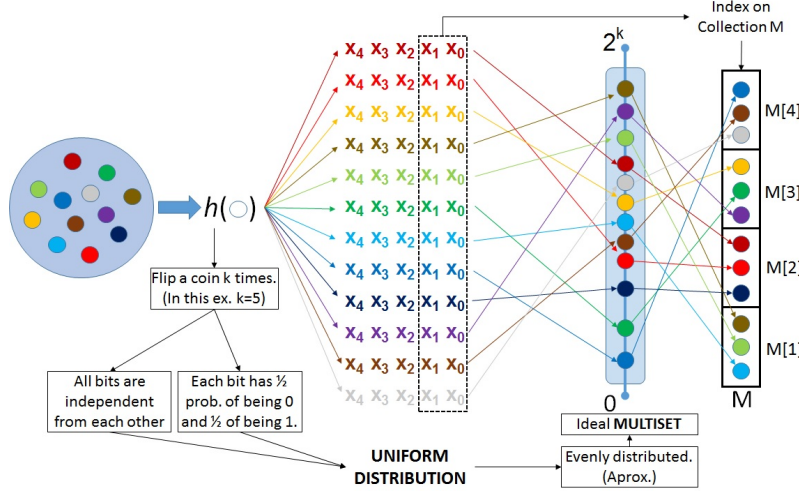 Index on
Collection M
2^k
x4 x3 x2 x1 x0
x4 x3 x2 x1 x0
x4 x3 x2 x1 x0
x4 x3 x2 x1 x0
x4 x3 x2 x1 x0
x4 x3 x2 x1 x0
x4 x3 x2 x1 x0
x4 x3 x2 x1 x0
x4 x3 x2 x1 x0
x4 x3 x2 x1 x0
x4 x3 x2 x1 x0
x4 x3 x2 x1 x0
h( )
M[4]
M[3]
M[2]
M[1]
M
0
Flip a coin k times.
(In this ex. k=5)
All bits are
independent
from each other
Each bit has ½
prob. of being 0
and ½ of being 1.
UNIFORM
DISTRIBUTION
Ideal MULTISET
Evenly distributed.
(Aprox.)